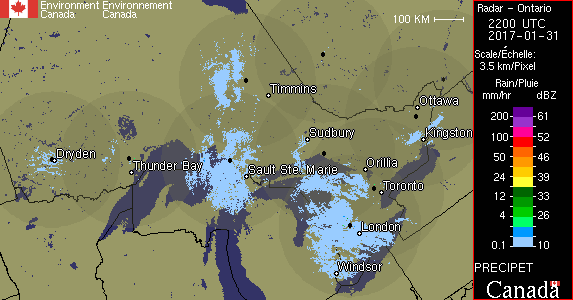 Environment Environnement
Canada Canada
100 KM
Timmins
Ottawa
Sudbury
Kingston
Dryden
Thunder Bay
Sault Ste. Marie
Orillia
Toronto
London
Windsor
Radar - Ontario
2200 UTC
2017-01-31
Scale/Échelle:
3.5 km/Pixel
Rain/Pluie
mm/hr dBZ
200 61
100 52
50 46
24 39
12 33
4 26
0.1 10
PRECIPET
Canada